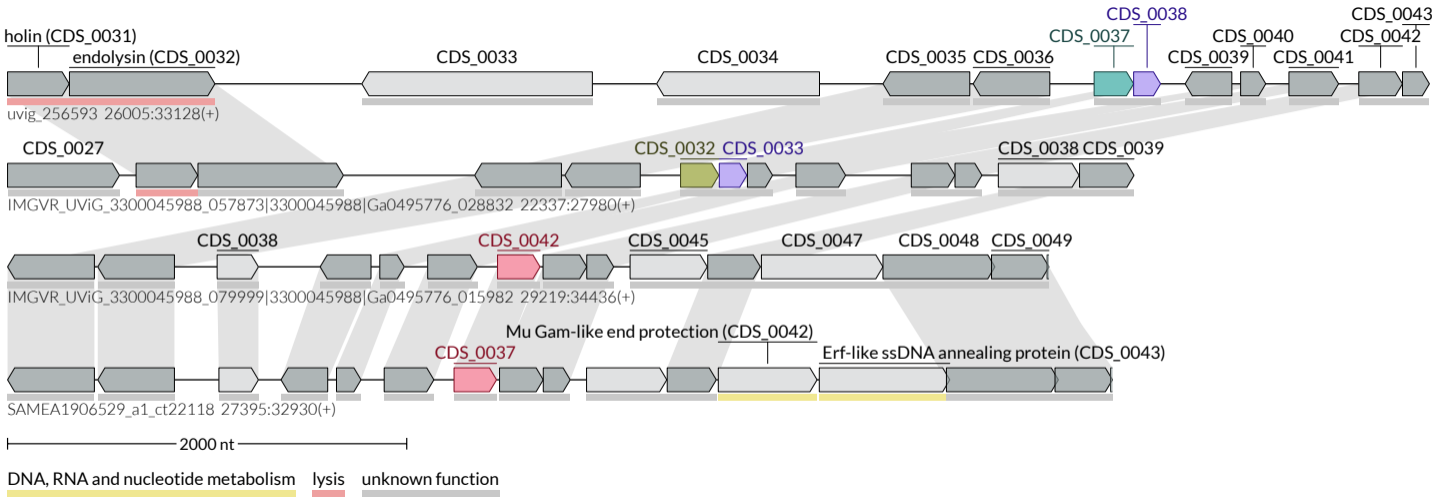 CDS_0038 CDS_0043
holin (CDS_0031) CDS_0037 CDS_0040 CDS_0042
endolysin (CDS_0032) CDS_0033 CDS_0034 CDS_0035 CDS_0036 CDS_0039 CDS_0041
uvig_256593 26005:33128(+)
CDS_0027 CDS_0032 CDS_0033 CDS_0038 CDS_0039
IMGVR_UViG_3300045988_057873|3300045988|Ga0495776_028832 22337:27980(+)
CDS_0038 CDS_0042 CDS_0045 CDS_0047 CDS_0048 CDS_0049
IMGVR_UViG_3300045988_079999|3300045988|Ga0495776_015982 29219:34436(+)
Mu Gam-like end protection (CDS_0042)
CDS_0037 Erf-like ssDNA annealing protein (CDS_0043)
SAMEA1906529_a1_ct22118 27395:32930(+)
2000 nt
DNA, RNA and nucleotide metabolism lysis unknown function